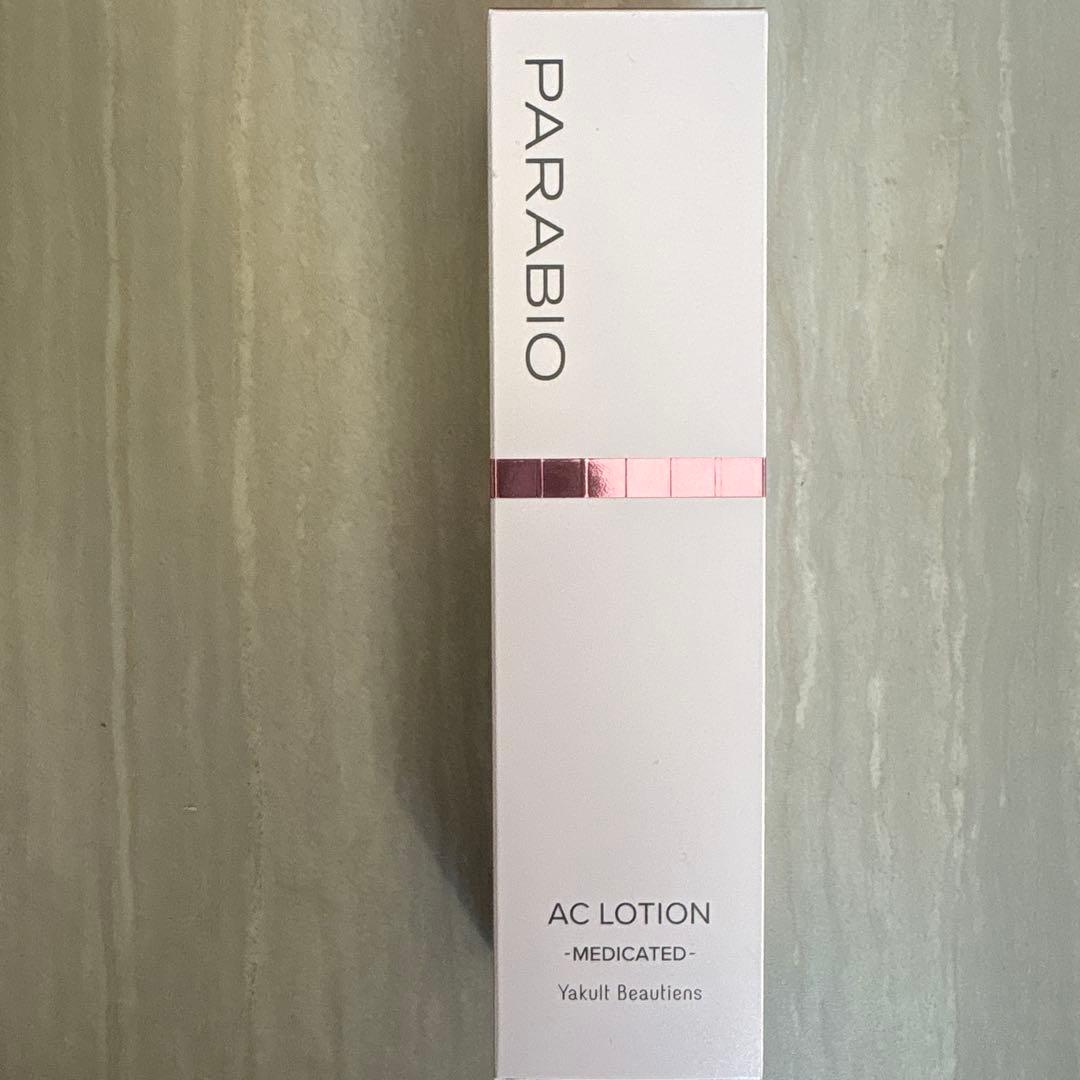 PARABIO
AC LOTION
-MEDICATED-
Yakult Beautiens